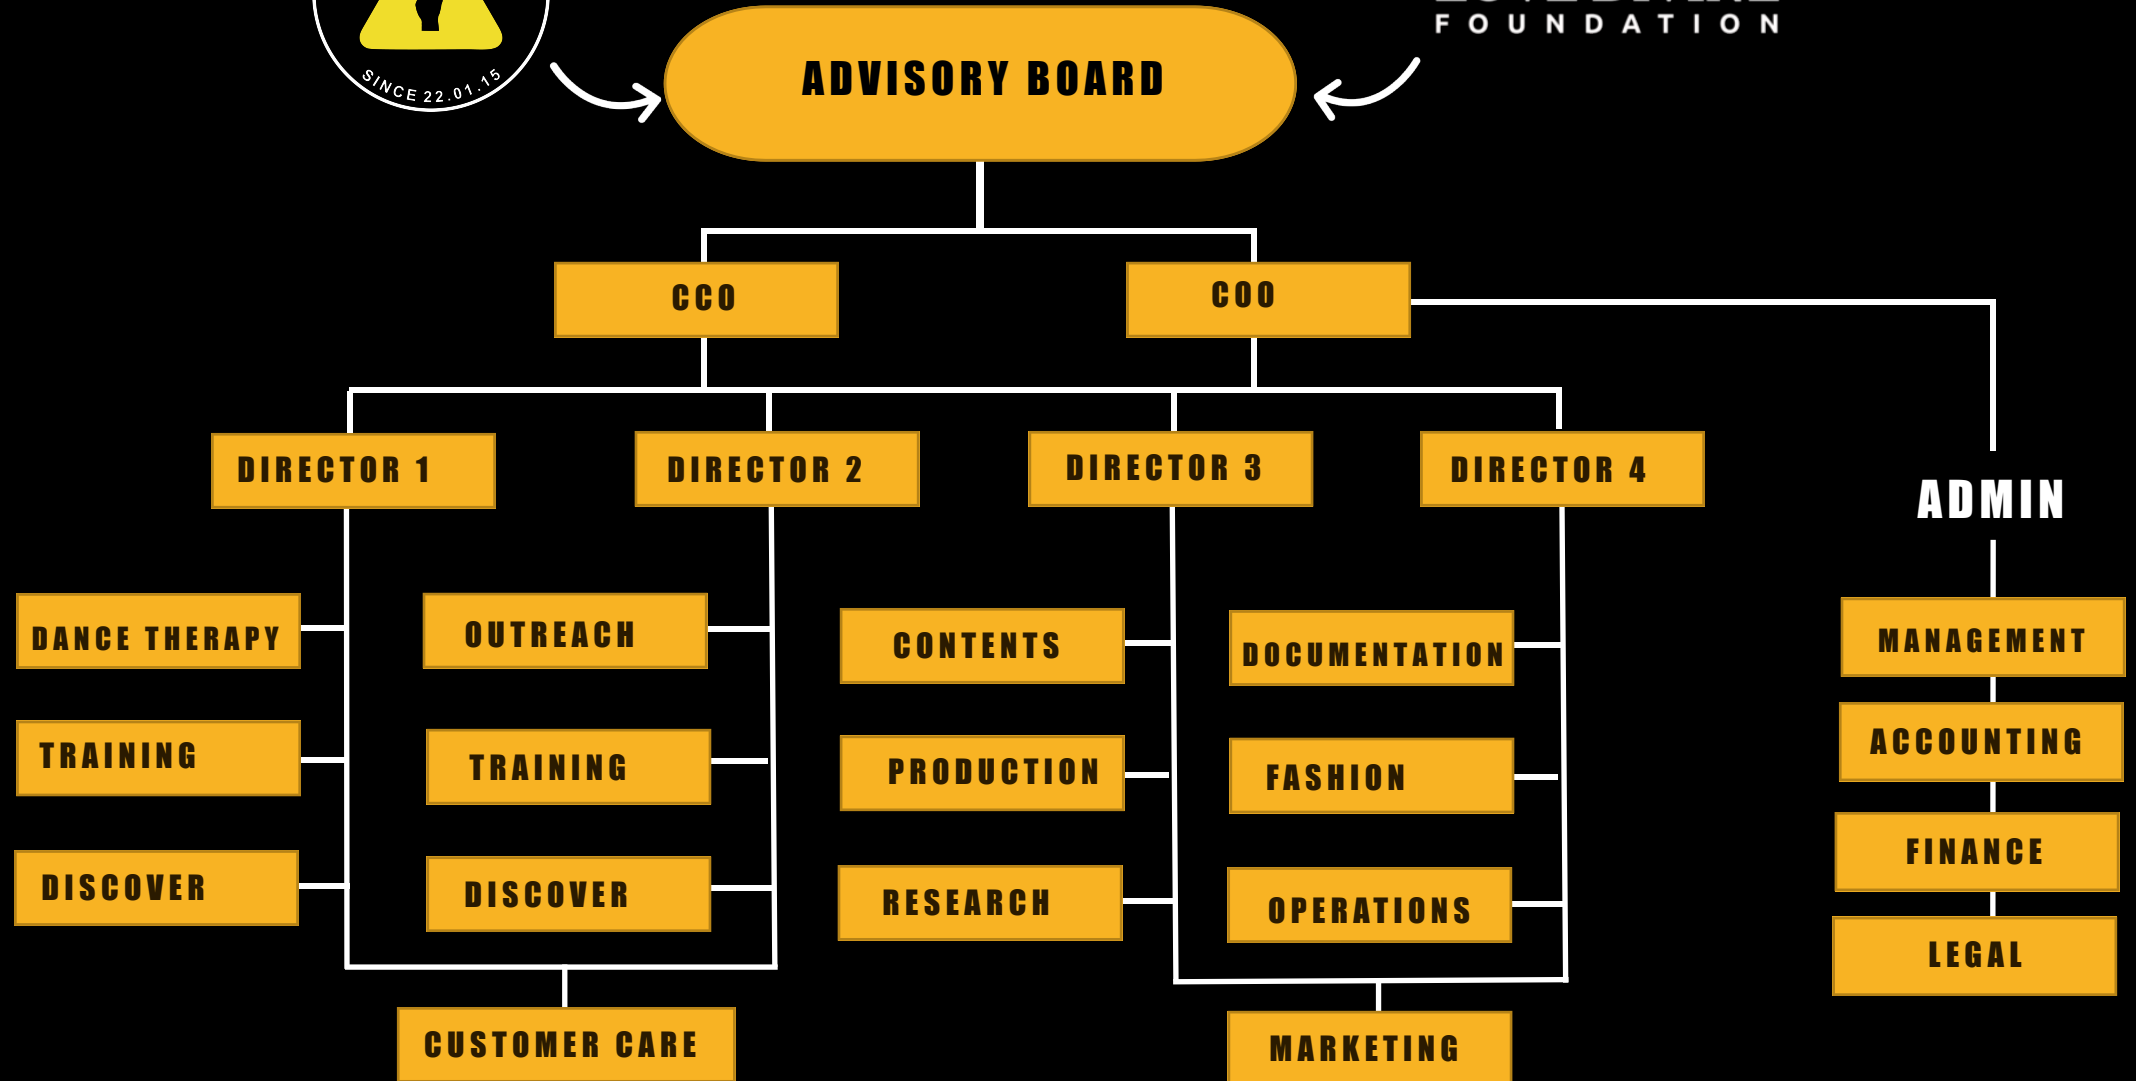 FOUNDATION
SINCE 22.01.15
ADVISORY BOARD
CCO
COO
DIRECTOR 1
DIRECTOR 2
DIRECTOR 3
DIRECTOR 4
ADMIN
DANCE THERAPY
OUTREACH
CONTENTS
DOCUMENTATION
MANAGEMENT
TRAINING
TRAINING
PRODUCTION
FASHION
ACCOUNTING
DISCOVER
DISCOVER
RESEARCH
OPERATIONS
FINANCE
LEGAL
CUSTOMER CARE
MARKETING